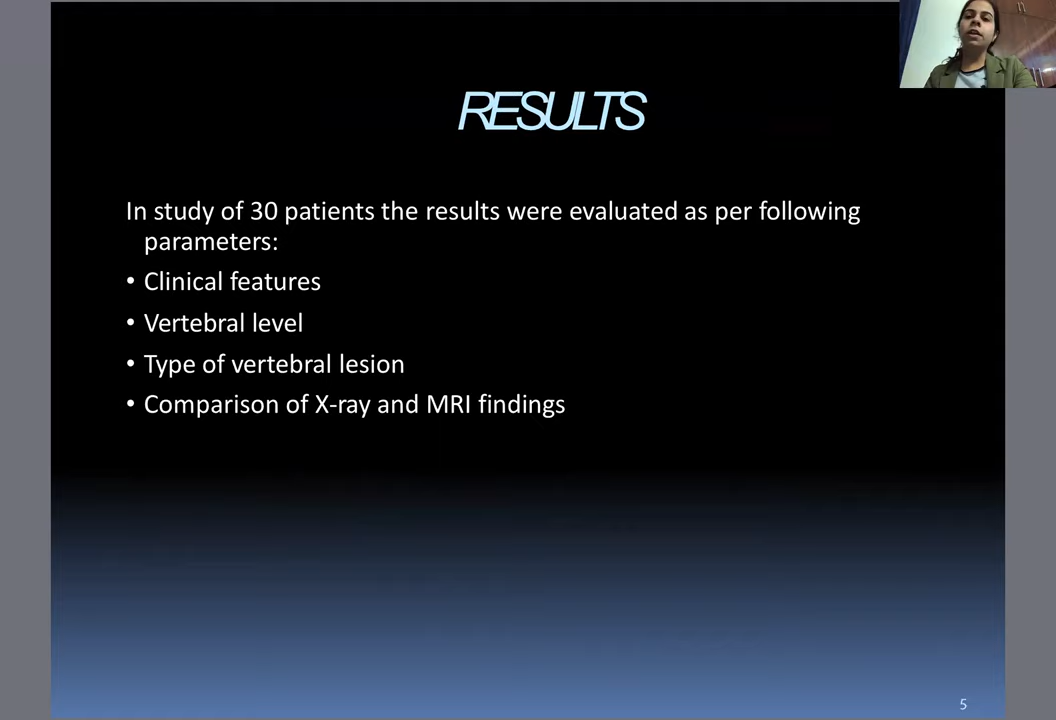 RESULTS
In study of 30 patients the results were evaluated as per following
parameters:
• Clinical features
• Vertebral level
• Type of vertebral lesion
• Comparison of X-ray and MRI findings
5